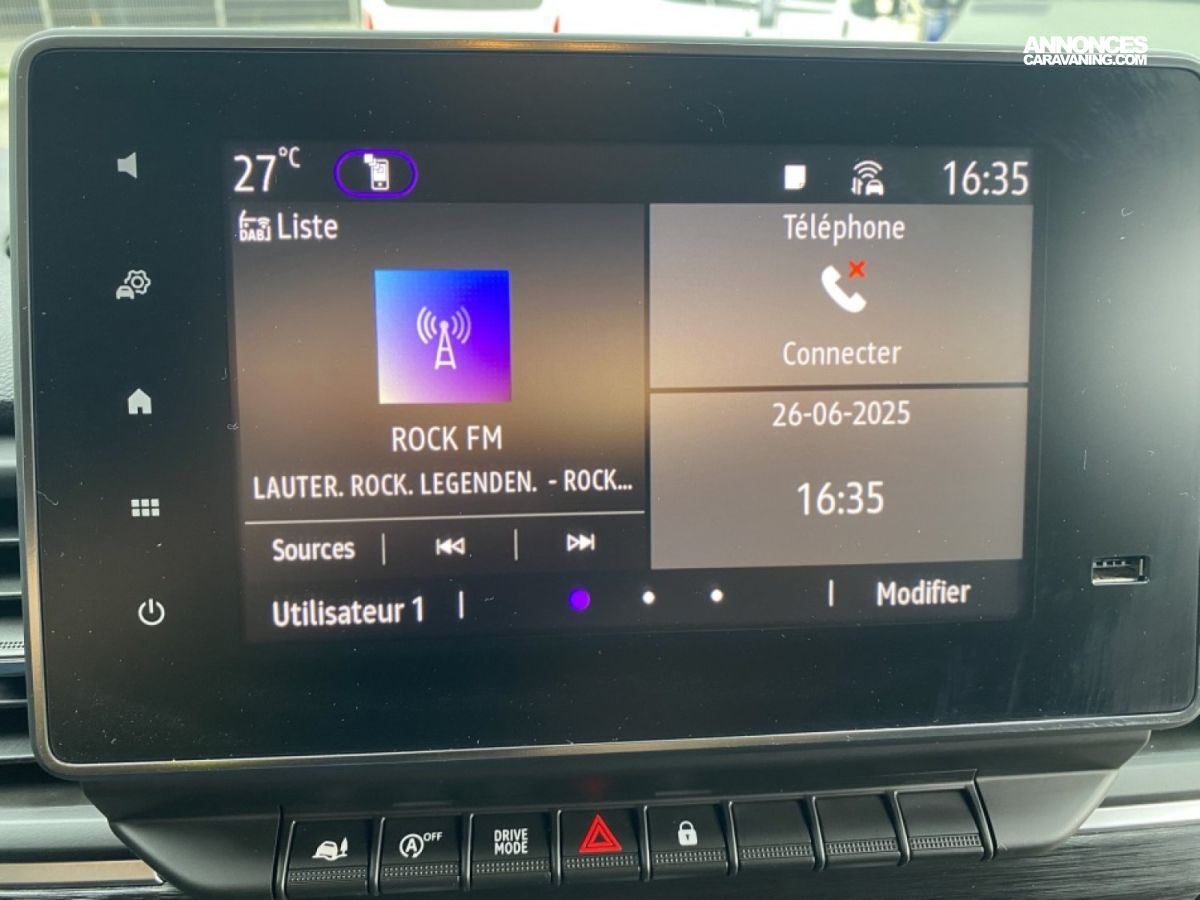 ANNONCES
CARAVANING.COM
27°C
16:35
DAB Liste
Téléphone
Connecter
ROCK FM
LAUTER. ROCK. LEGENDEN. - ROCK...
26-06-2025
16:35
Sources
Utilisateur 1
Modifier
A OFF
DRIVE
MODE